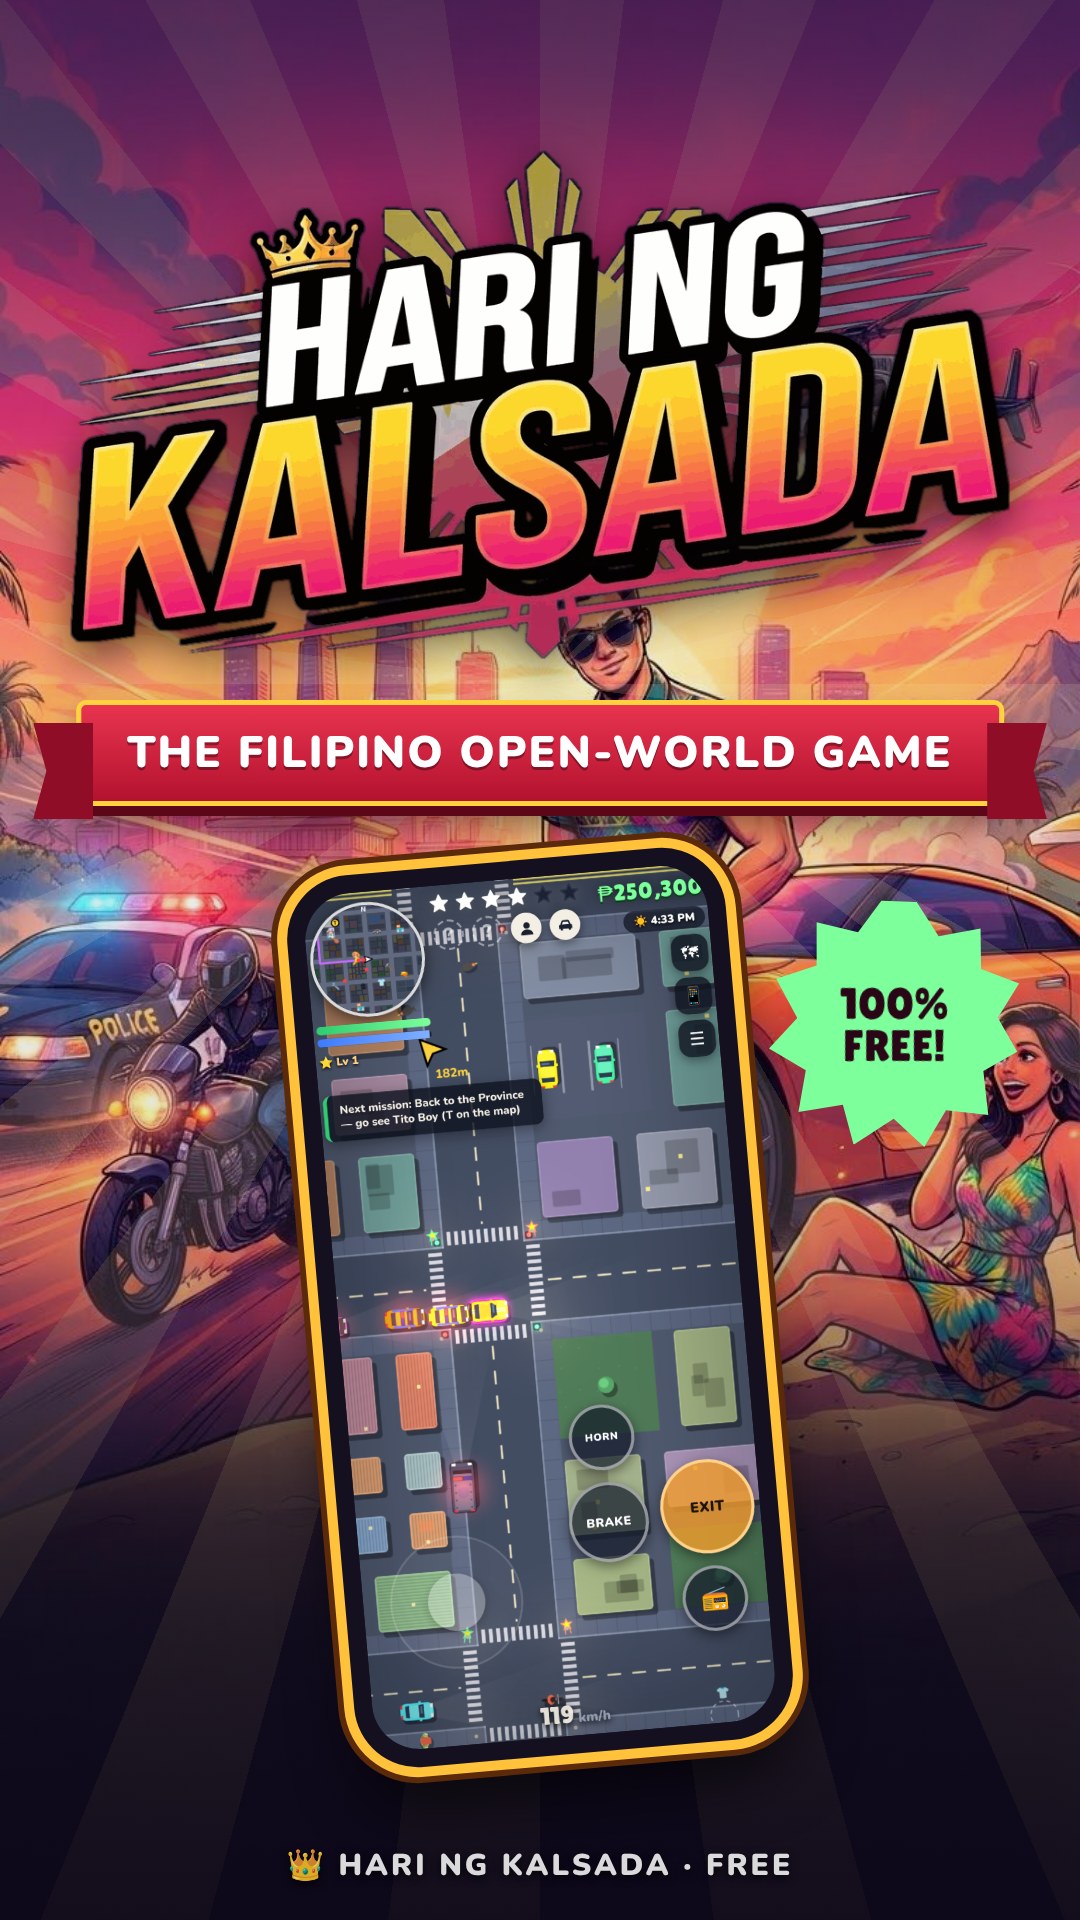 HARI NG
KALSADA
THE FILIPINO OPEN-WORLD GAME
₱250,300
N
4:33 PM
POLICE
100%
FREE!
Lv 1
182m
Next mission: Back to the Province
— go see Tito Boy (T on the map)
HORN
EXIT
BRAKE
119 km/h
👑 HARI NG KALSADA · FREE